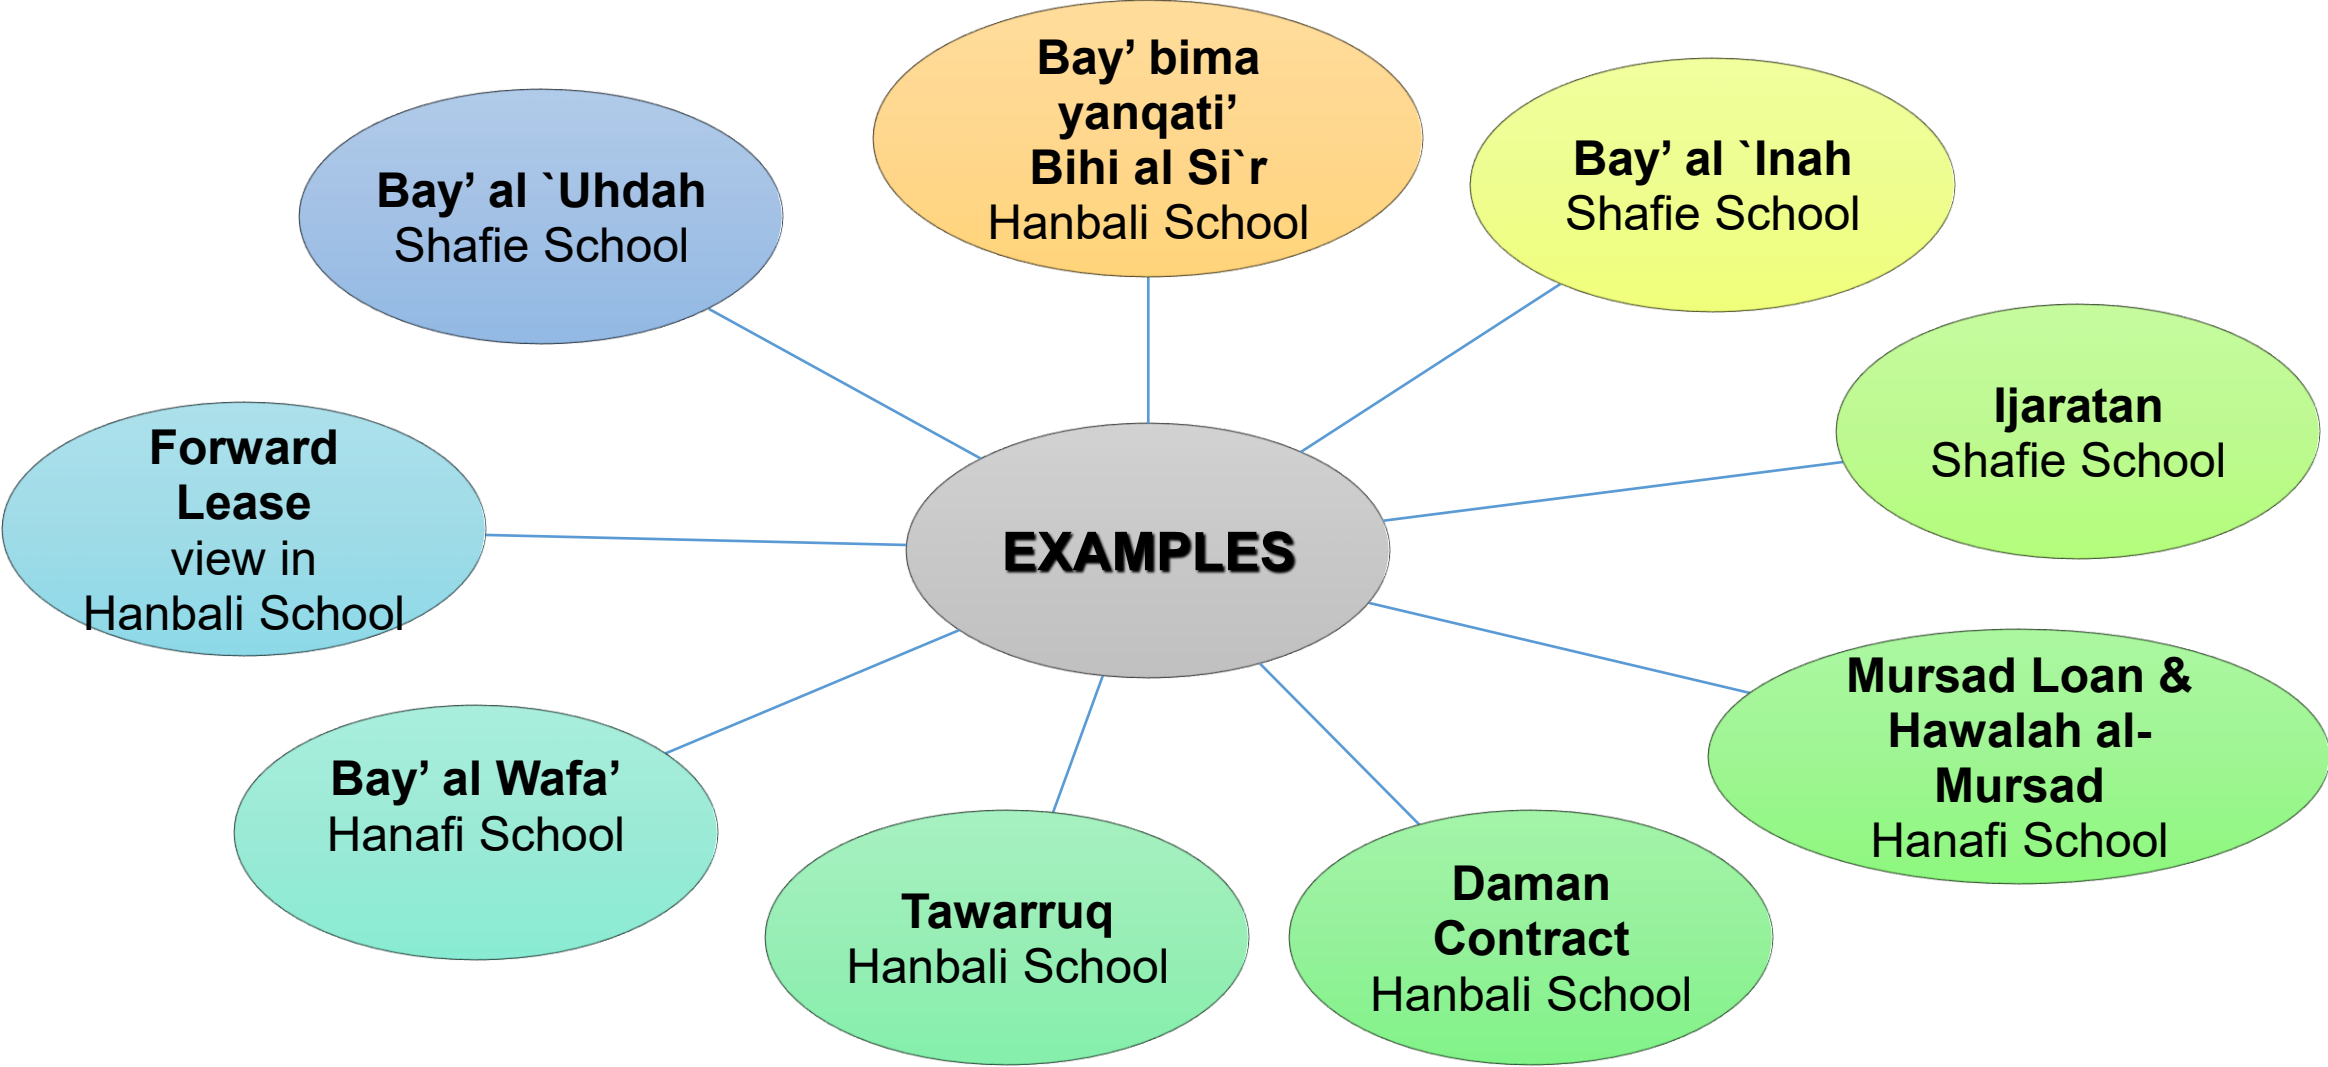 Bay’ bima
yanqati’
Bihi al Si`r
Hanbali School
Bay’ al `Inah
Shafie School
Ijaratan
Shafie School
Mursad Loan &
Hawalah al-
Mursad
Hanafi School
Daman
Contract
Hanbali School
Tawarruq
Hanbali School
Bay’ al Wafa’
Hanafi School
Forward
Lease
view in
Hanbali School
Bay’ al `Uhdah
Shafie School
EXAMPLES